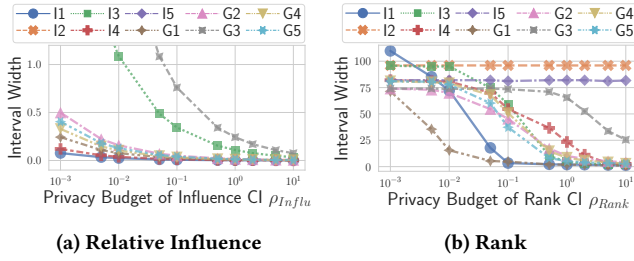 I1 I3 I5 G2 G4
I2 I4 G1 G3 G5
Interval Width
1.0
0.5
0.0
10⁻³ 10⁻² 10⁻¹ 10⁰ 10¹
Privacy Budget of Influence CI ρ_Influ
(a) Relative Influence
I1 I3 I5 G2 G4
I2 I4 G1 G3 G5
Interval Width
100
75
50
25
0
10⁻³ 10⁻² 10⁻¹ 10⁰ 10¹
Privacy Budget of Rank CI ρ_Rank
(b) Rank